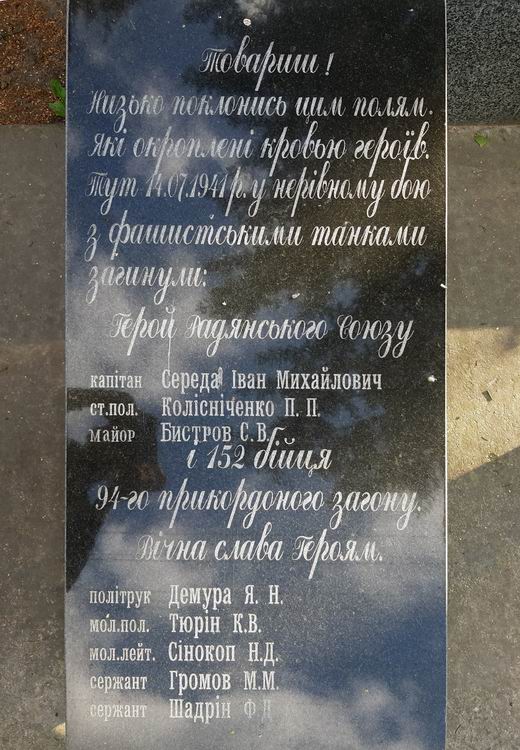 Товариш!
Низько поклонись цим полям.
Які окроплені кровью героїв.
Тут 14.07.1941 р. у нерівному бою
з фашистськими танками
загинули:
Герой Радянського Союзу
капітан Середа Іван Михайлович
ст.пол. Колісніченко П. П.
майор Бистров С.В.
і 152 бійця
94-го прикордоного загону.
Вічна слава Героям.
політрук Демура Я. Н.
мол.пол. Тюрін К.В.
мол.лейт. Сінокоп Н.Д.
сержант Громов М.М.
сержант Шадрін Ф